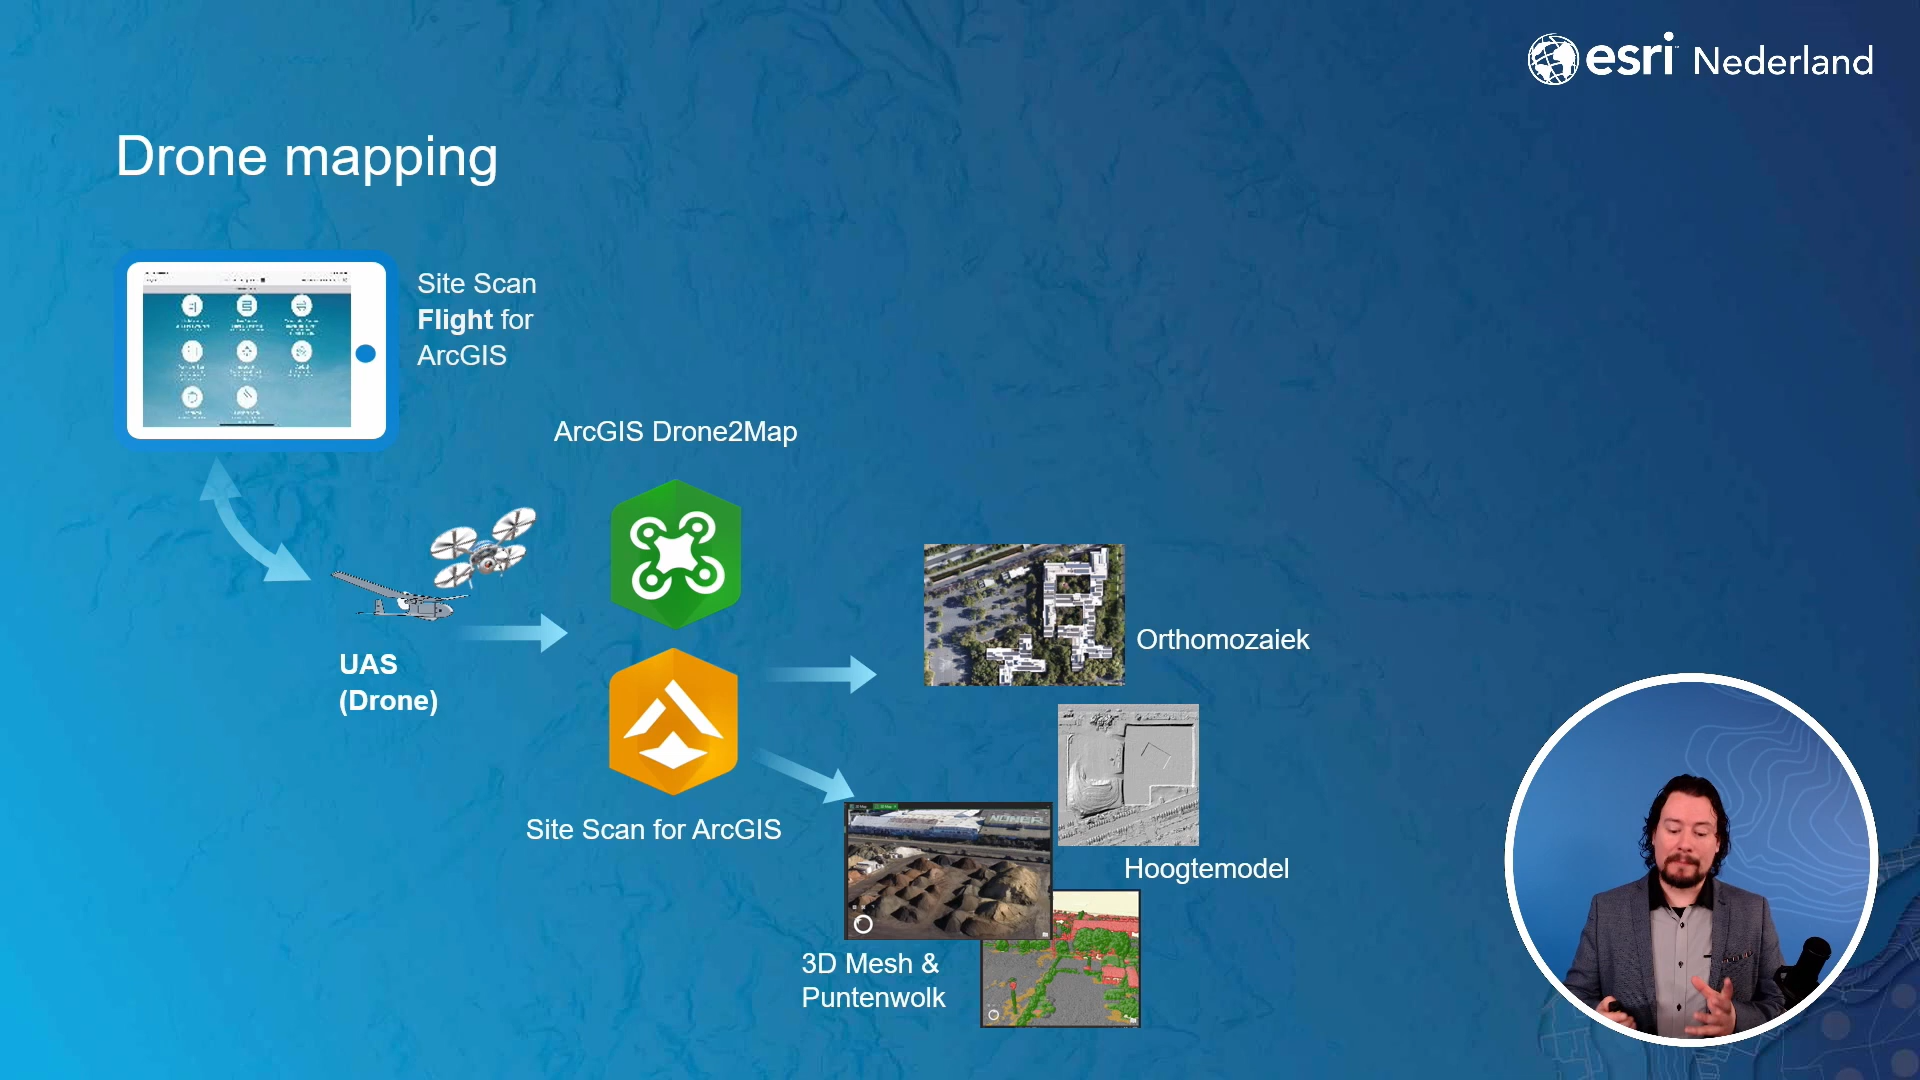 esri Nederland
Drone mapping
Site Scan
Flight for
ArcGIS
ArcGIS Drone2Map
UAS
(Drone)
Orthomozaiek
Site Scan for ArcGIS
Hoogtemodel
3D Mesh &
Puntenwolk